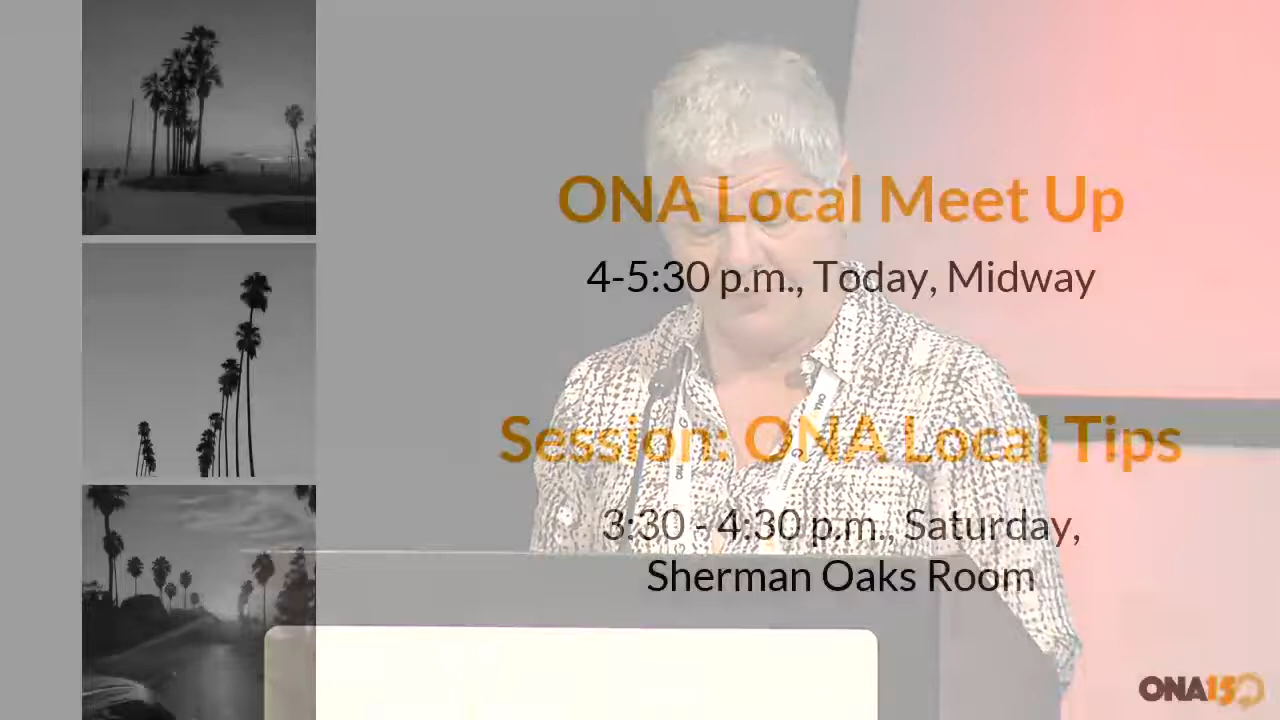 ONA Local Meet Up
4-5:30 p.m., Today, Midway
Session: ONA Local Tips
3:30 - 4:30 p.m., Saturday,
Sherman Oaks Room
ONA15